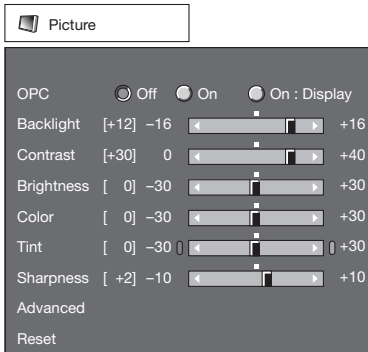 Picture
OPC Off On On : Display
Backlight [+12] –16 +16
Contrast [+30] 0 +40
Brightness [ 0] –30 +30
Color [ 0] –30 +30
Tint [ 0] –30 +30
Sharpness [ +2] –10 +10
Advanced
Reset